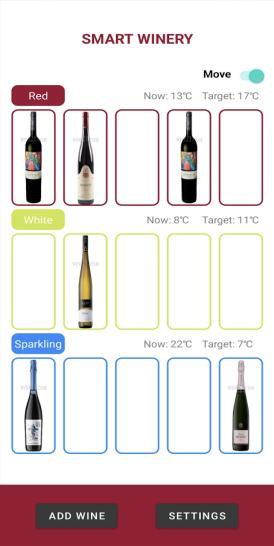 SMART WINERY
Move
Red Now: 13°C Target: 17°C
White Now: 8°C Target: 11°C
Sparkling Now: 22°C Target: 7°C
ADD WINE SETTINGS